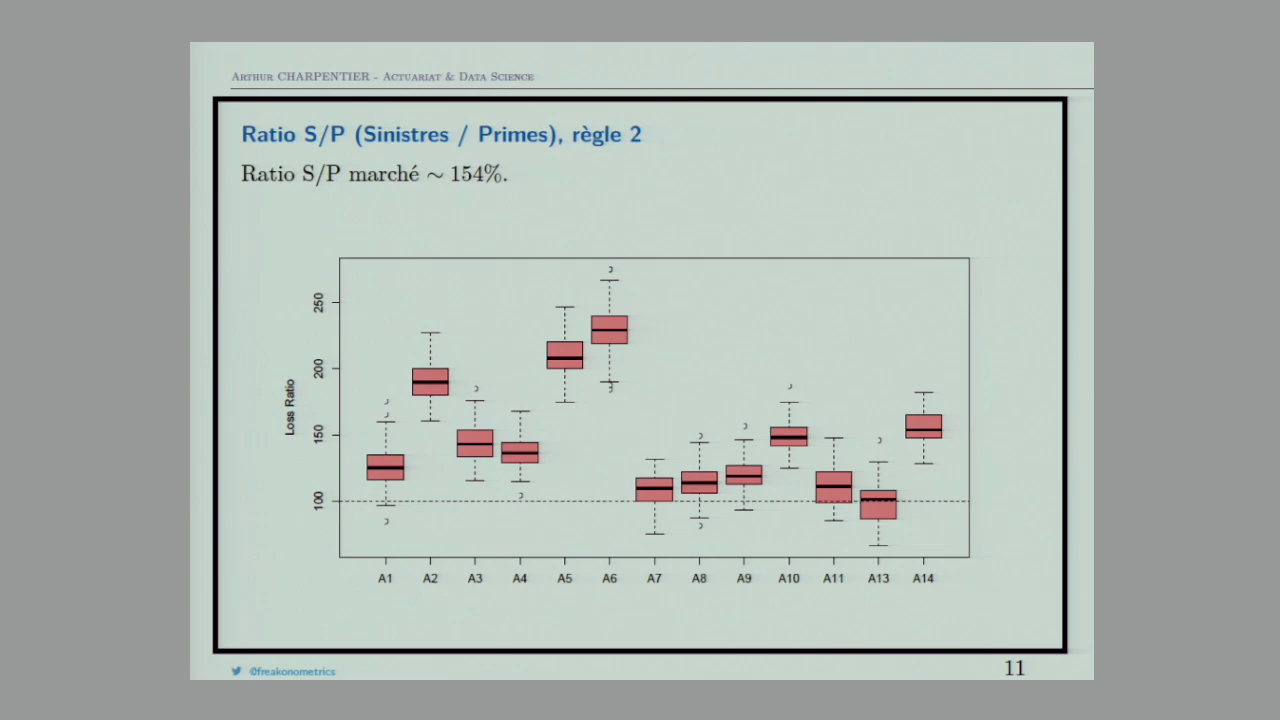 ARTHUR CHARPENTIER - ACTUARIAT & DATA SCIENCE
Ratio S/P (Sinistres / Primes), règle 2
Ratio S/P marché ∼ 154%.
250
200
150
100
Loss Ratio
A1 A2 A3 A4 A5 A6 A7 A8 A9 A10 A11 A13 A14
@freakonometrics
11